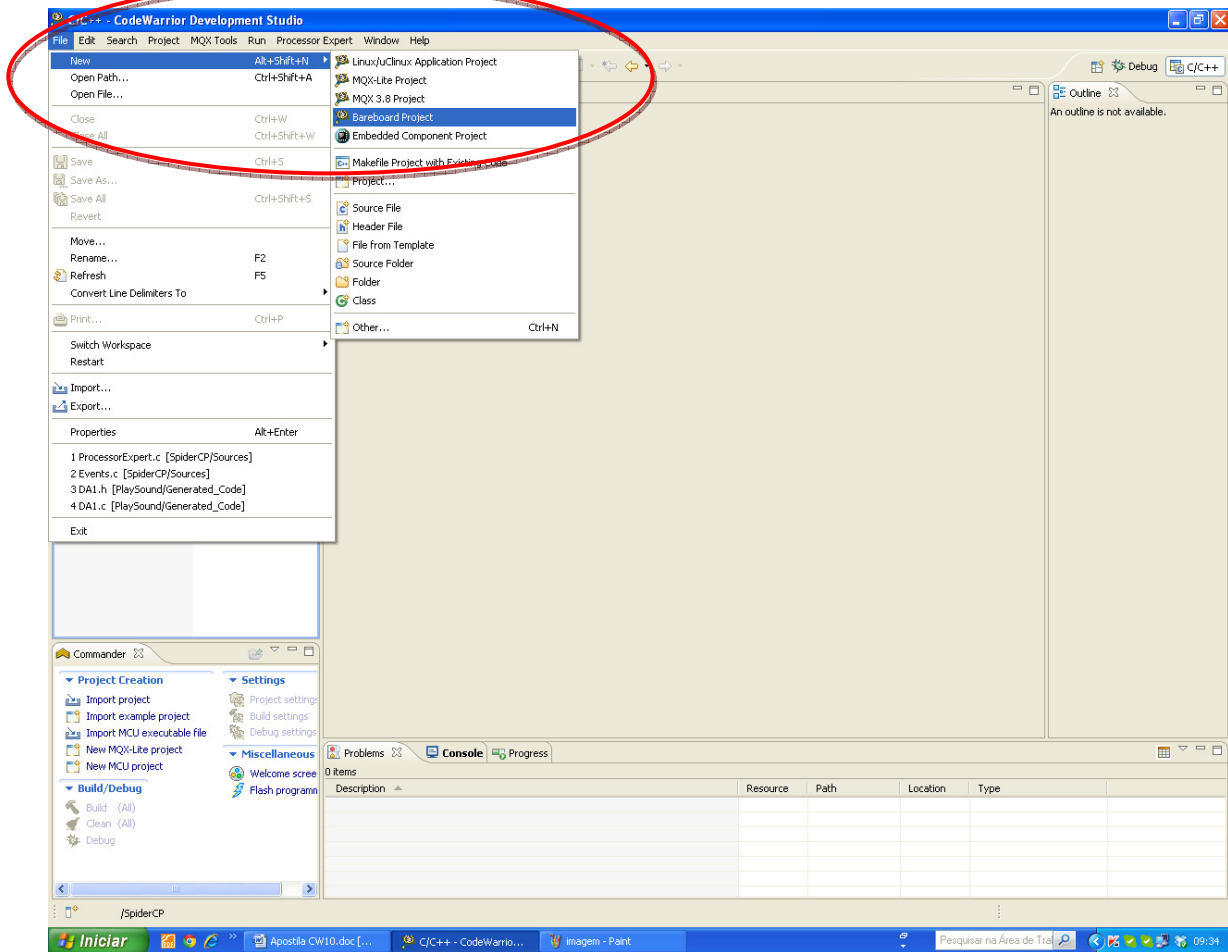 C/C++ - CodeWarrior Development Studio
File Edit Search Project MQX Tools Run Processor Expert Window Help
Debug C/C++
New Alt+Shift+N
Open Path... Ctrl+Shift+A
Open File...
Close Ctrl+W
Close All Ctrl+Shift+W
Save Ctrl+S
Save As...
Save All Ctrl+Shift+S
Revert
Move...
Rename... F2
Refresh F5
Convert Line Delimiters To
Print... Ctrl+P
Switch Workspace
Restart
Import...
Export...
Properties Alt+Enter
1 ProcessorExpert.c [SpiderCP/Sources]
2 Events.c [SpiderCP/Sources]
3 DA1.h [PlaySound/Generated_Code]
4 DA1.c [PlaySound/Generated_Code]
Exit
Linux/uClinux Application Project
MQX-Lite Project
MQX 3.8 Project
Bareboard Project
Embedded Component Project
Makefile Project with Existing Code
Project...
Source File
Header File
File from Template
Source Folder
Folder
Class
Other... Ctrl+N
Outline
An outline is not available.
Commander
Project Creation
Import project
Import example project
Import MCU executable file
New MQX-Lite project
New MCU project
Build/Debug
Build (All)
Clean (All)
Debug
Settings
Project settings
Build settings
Debug settings
Miscellaneous
Welcome scree
Flash programm
Problems Console Progress
0 items
Description Resource Path Location Type
/SpiderCP
Iniciar Apostila CW10.doc [... C/C++ - CodeWarrio... imagem - Paint Pesquisar na Área de Tra 09:34